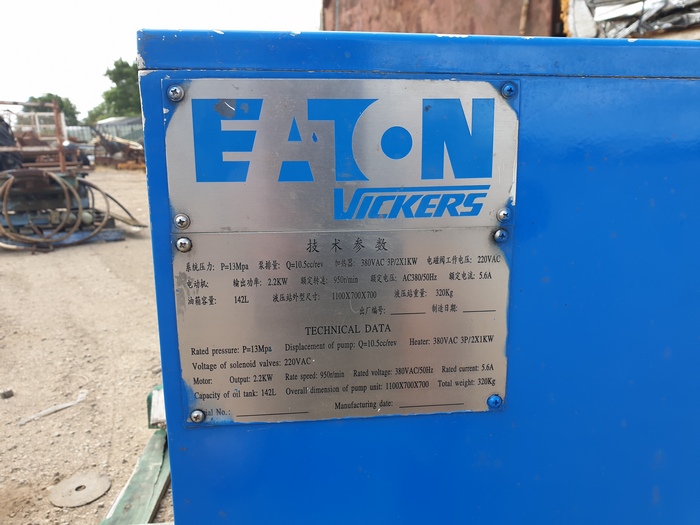 EATON
VICKERS
技术参数
系统压力: P=13Mpa 泵排量: Q=10.5cc/rev 加热器: 380VAC 3P/2X1KW 电磁阀工作电压: 220VAC
电动机: 输出功率: 2.2KW 额定转速: 950r/min 额定电压: AC380/50Hz 额定电流: 5.6A
油箱容量: 142L 液压站外型尺寸: 1100X700X700 液压站重量: 320Kg
出厂编号: 制造日期:
TECHNICAL DATA
Rated pressure: P=13Mpa Displacement of pump: Q=10.5cc/rev Heater: 380VAC 3P/2X1KW
Voltage of solenoid valves: 220VAC
Motor: Output: 2.2KW Rate speed: 950r/min Rated voltage: 380VAC/50Hz Rated current: 5.6A
Capacity of oil tank: 142L Overall dimension of pump unit: 1100X700X700 Total weight: 320Kg
Serial No.: Manufacturing date: